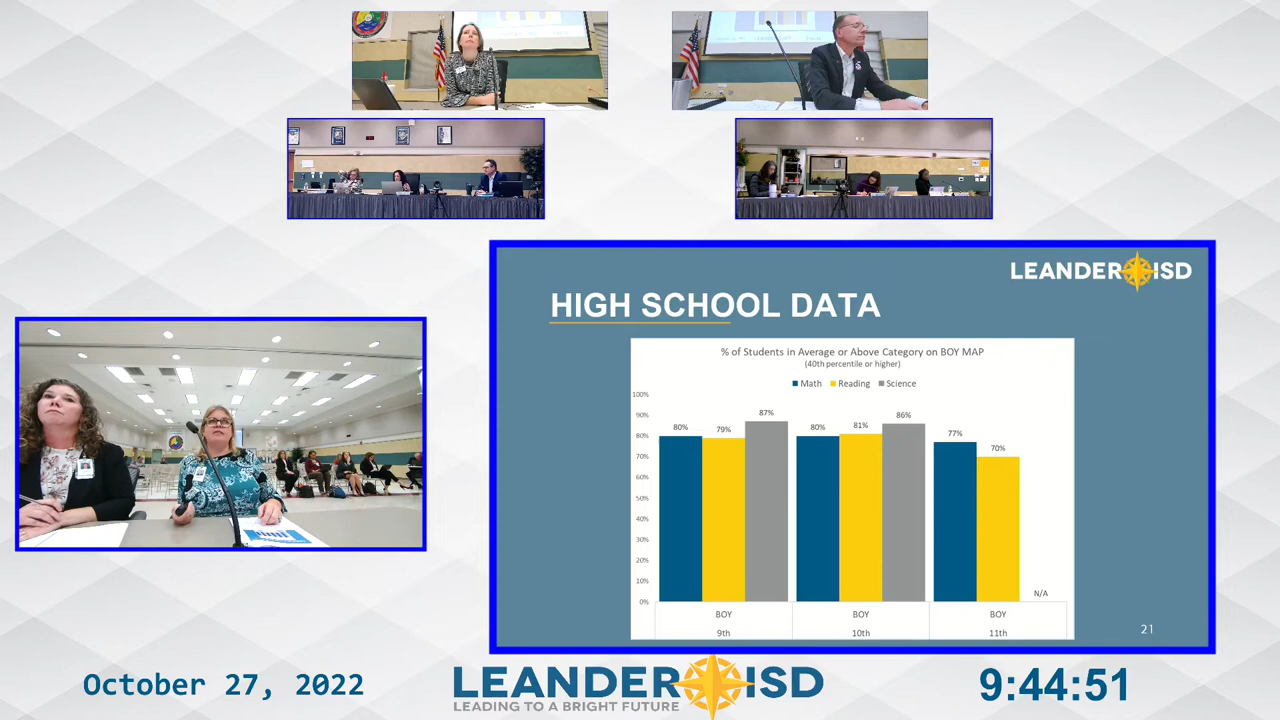 LEANDER ISD
HIGH SCHOOL DATA
% of Students in Average or Above Category on BOY MAP
(40th percentile or higher)
Math Reading Science
100%
90%
80%
70%
60%
50%
40%
30%
20%
10%
0%
80% 79% 87% 80% 81% 86% 77% 70% N/A
BOY BOY BOY
9th 10th 11th
21
October 27, 2022
LEANDER ISD
LEADING TO A BRIGHT FUTURE
9:44:51